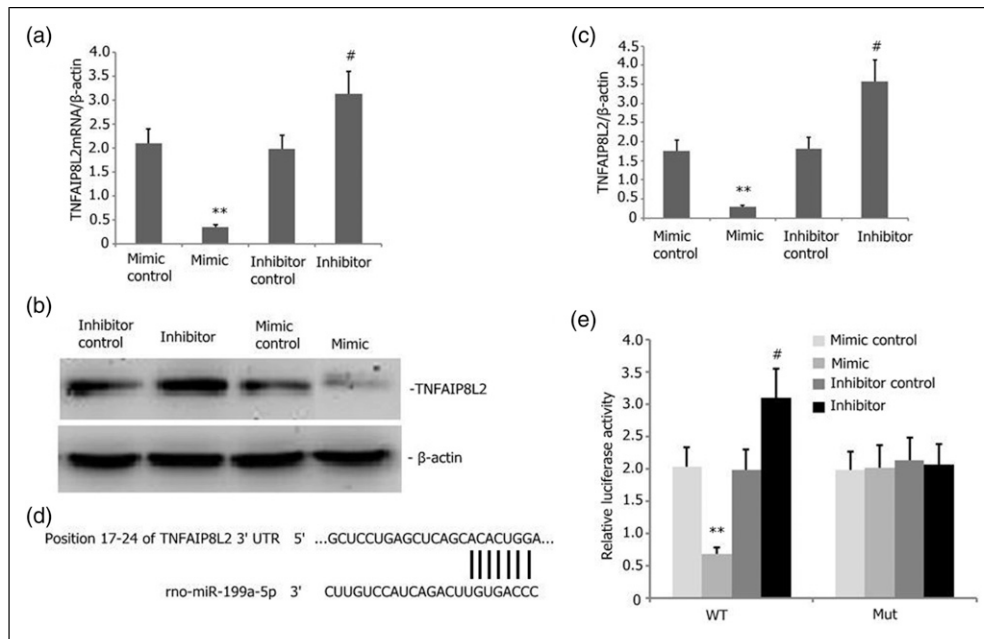 (a)
TNFAIP8L2mRNA/β-actin
4.0
3.5
3.0
2.5
2.0
1.5
1.0
0.5
0
**
#
Mimic control
Mimic
Inhibitor control
Inhibitor
(c)
TNFAIP8L2/β-actin
4.5
4.0
3.5
3.0
2.5
2.0
1.5
1.0
0.5
0
**
#
Mimic control
Mimic
Inhibitor control
Inhibitor
(b)
Inhibitor control
Inhibitor
Mimic control
Mimic
-TNFAIP8L2
- β-actin
(d)
Position 17-24 of TNFAIP8L2 3' UTR 5' ...GCUCCUGAGCUCAGCACACUGGA...
rno-miR-199a-5p 3' CUUGUCCAUCAGACUUGUGACCC
(e)
Relative luciferase activity
4.0
3.5
3.0
2.5
2.0
1.5
1.0
0.5
0.0
**
#
Mimic control
Mimic
Inhibitor control
Inhibitor
WT
Mut